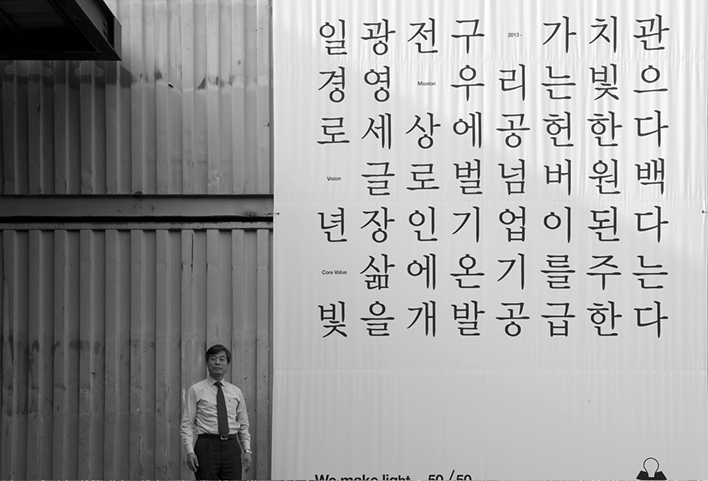 일광전구 2013– 가치관
경영 Mission 우리는빛으
로세상에공헌한다
Vision 글로벌넘버원백
년장인기업이된다
Core Value 삶에온기를주는
빛을개발공급한다
We make light 50/50